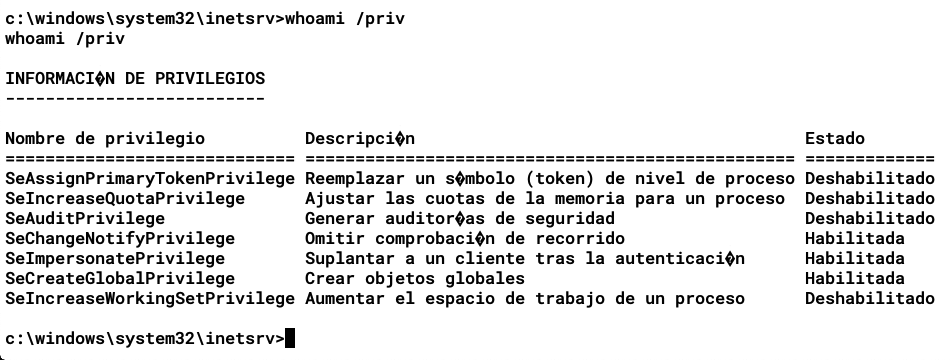 c:\windows\system32\inetsrv>whoami /priv
whoami /priv
INFORMACI�N DE PRIVILEGIOS
--------------------------
Nombre de privilegio Descripci�n Estado
============================= ================================================= =============
SeAssignPrimaryTokenPrivilege Reemplazar un s�mbolo (token) de nivel de proceso Deshabilitado
SeIncreaseQuotaPrivilege Ajustar las cuotas de la memoria para un proceso Deshabilitado
SeAuditPrivilege Generar auditor�as de seguridad Deshabilitado
SeChangeNotifyPrivilege Omitir comprobaci�n de recorrido Habilitada
SeImpersonatePrivilege Suplantar a un cliente tras la autenticaci�n Habilitada
SeCreateGlobalPrivilege Crear objetos globales Habilitada
SeIncreaseWorkingSetPrivilege Aumentar el espacio de trabajo de un proceso Deshabilitado
c:\windows\system32\inetsrv>